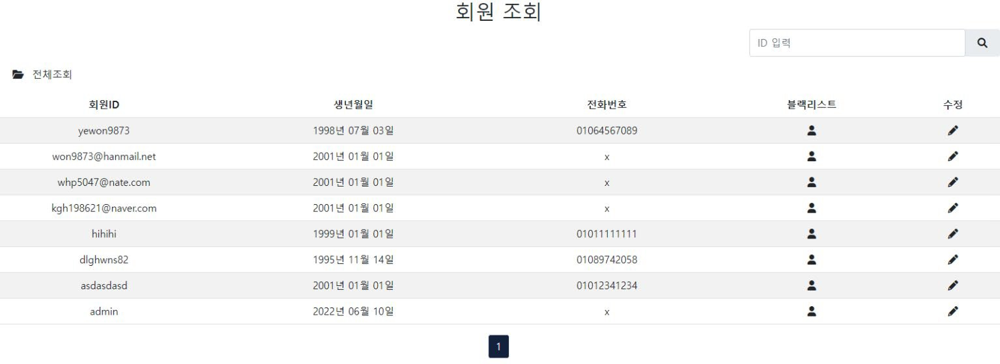 회원 조회
ID 입력
전체조회
회원ID 생년월일 전화번호 블랙리스트 수정
yewon9873 1998년 07월 03일 01064567089
won9873@hanmail.net 2001년 01월 01일 x
whp5047@nate.com 2001년 01월 01일 x
kgh198621@naver.com 2001년 01월 01일 x
hihihi 1999년 01월 01일 01011111111
dlghwns82 1995년 11월 14일 01089742058
asdasdasd 2001년 01월 01일 01012341234
admin 2022년 06월 10일 x
1